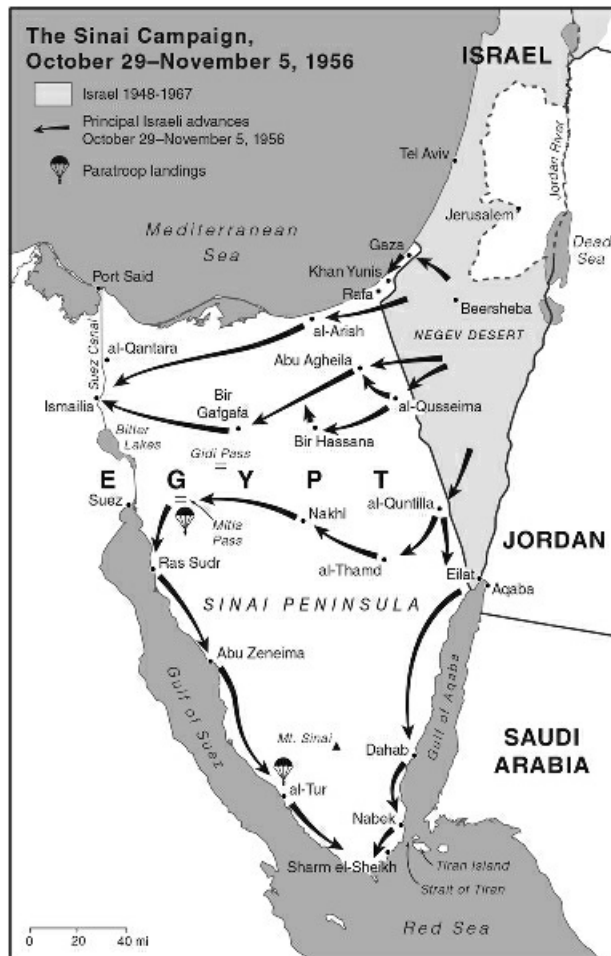 The Sinai Campaign,
October 29–November 5, 1956
Israel 1948-1967
Principal Israeli advances
October 29–November 5, 1956
Paratroop landings
ISRAEL
Tel Aviv
Jordan River
Jerusalem
Dead
Sea
Mediterranean
Sea
Gaza
Khan Yunis
Rafa
Beersheba
Port Said
al-Arish
NEGEV DESERT
Suez Canal
al-Qantara
Abu Agheila
Ismailia
Bir
Gafgafa
al-Qusseima
Bir Hassana
Bitter
Lakes
Gidi Pass
EGYPT
Suez
Mitla
Pass
Nakhl
al-Quntilla
al-Thamd
JORDAN
Eilat
Aqaba
Ras Sudr
SINAI PENINSULA
Abu Zeneima
Gulf of Suez
Gulf of Aqaba
Mt. Sinai
Dahab
SAUDI
ARABIA
al-Tur
Nabek
Sharm el-Sheikh
Tiran Island
Strait of Tiran
Red Sea
0 20 40 mi